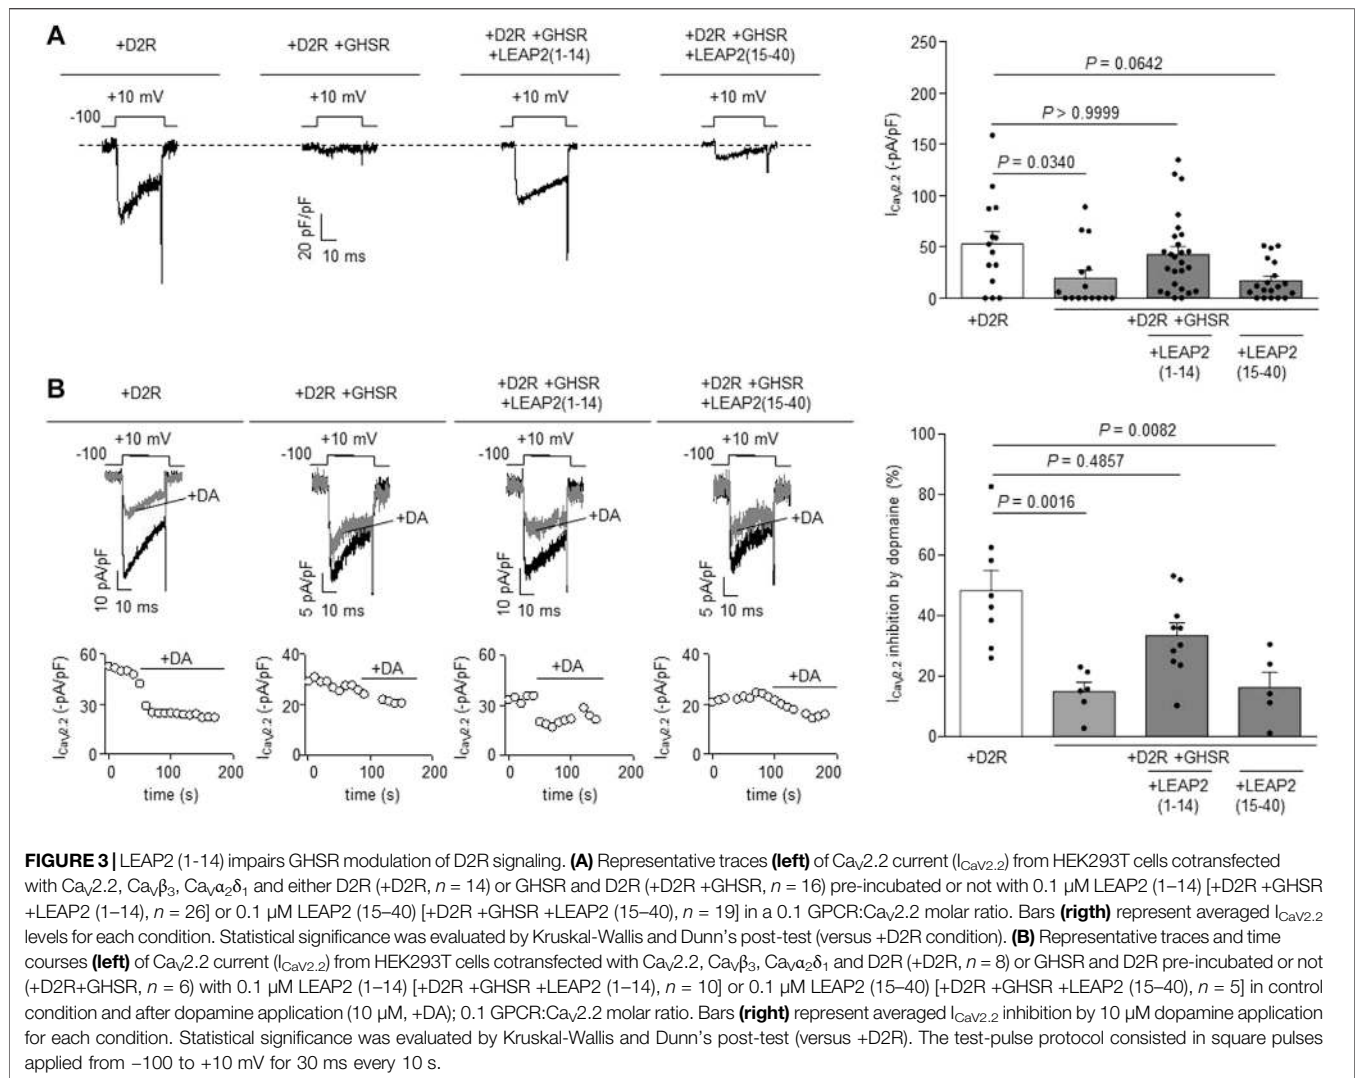 A
+D2R
+D2R +GHSR
+D2R +GHSR
+LEAP2(1-14)
+D2R +GHSR
+LEAP2(15-40)
+10 mV
+10 mV
+10 mV
+10 mV
-100
20 pF/pF
10 ms
I_CaV2.2 (-pA/pF)
250
200
150
100
50
0
P = 0.0642
P > 0.9999
P = 0.0340
+D2R
+D2R +GHSR
+LEAP2
(1-14)
+LEAP2
(15-40)
B
+D2R
+D2R +GHSR
+D2R +GHSR
+LEAP2(1-14)
+D2R +GHSR
+LEAP2(15-40)
+10 mV
-100
+DA
10 pA/pF
10 ms
+10 mV
-100
+DA
5 pA/pF
10 ms
+10 mV
-100
+DA
10 pA/pF
10 ms
+10 mV
-100
+DA
5 pA/pF
10 ms
I_CaV2.2 (-pA/pF)
60
30
0
+DA
0 100 200
time (s)
I_CaV2.2 (-pA/pF)
40
20
0
+DA
0 100 200
time (s)
I_CaV2.2 (-pA/pF)
60
30
0
+DA
0 100 200
time (s)
I_CaV2.2 (-pA/pF)
40
20
0
+DA
0 100 200
time (s)
I_CaV2.2 inhibition by dopmaine (%)
100
80
60
40
20
0
P = 0.0082
P = 0.4857
P = 0.0016
+D2R
+D2R +GHSR
+LEAP2
(1-14)
+LEAP2
(15-40)
FIGURE 3 | LEAP2 (1-14) impairs GHSR modulation of D2R signaling. (A) Representative traces (left) of CaV2.2 current (ICaV2.2) from HEK293T cells cotransfected
with CaV2.2, CaVβ3, CaVα2δ1 and either D2R (+D2R, n = 14) or GHSR and D2R (+D2R +GHSR, n = 16) pre-incubated or not with 0.1 µM LEAP2 (1–14) [+D2R +GHSR
+LEAP2 (1–14), n = 26] or 0.1 µM LEAP2 (15–40) [+D2R +GHSR +LEAP2 (15–40), n = 19] in a 0.1 GPCR:CaV2.2 molar ratio. Bars (rigth) represent averaged ICaV2.2
levels for each condition. Statistical significance was evaluated by Kruskal-Wallis and Dunn's post-test (versus +D2R condition). (B) Representative traces and time
courses (left) of CaV2.2 current (ICaV2.2) from HEK293T cells cotransfected with CaV2.2, CaVβ3, CaVα2δ1 and D2R (+D2R, n = 8) or GHSR and D2R pre-incubated or not
(+D2R+GHSR, n = 6) with 0.1 µM LEAP2 (1–14) [+D2R +GHSR +LEAP2 (1–14), n = 10] or 0.1 µM LEAP2 (15–40) [+D2R +GHSR +LEAP2 (15–40), n = 5] in control
condition and after dopamine application (10 µM, +DA); 0.1 GPCR:CaV2.2 molar ratio. Bars (right) represent averaged ICaV2.2 inhibition by 10 µM dopamine application
for each condition. Statistical significance was evaluated by Kruskal-Wallis and Dunn's post-test (versus +D2R). The test-pulse protocol consisted in square pulses
applied from –100 to +10 mV for 30 ms every 10 s.